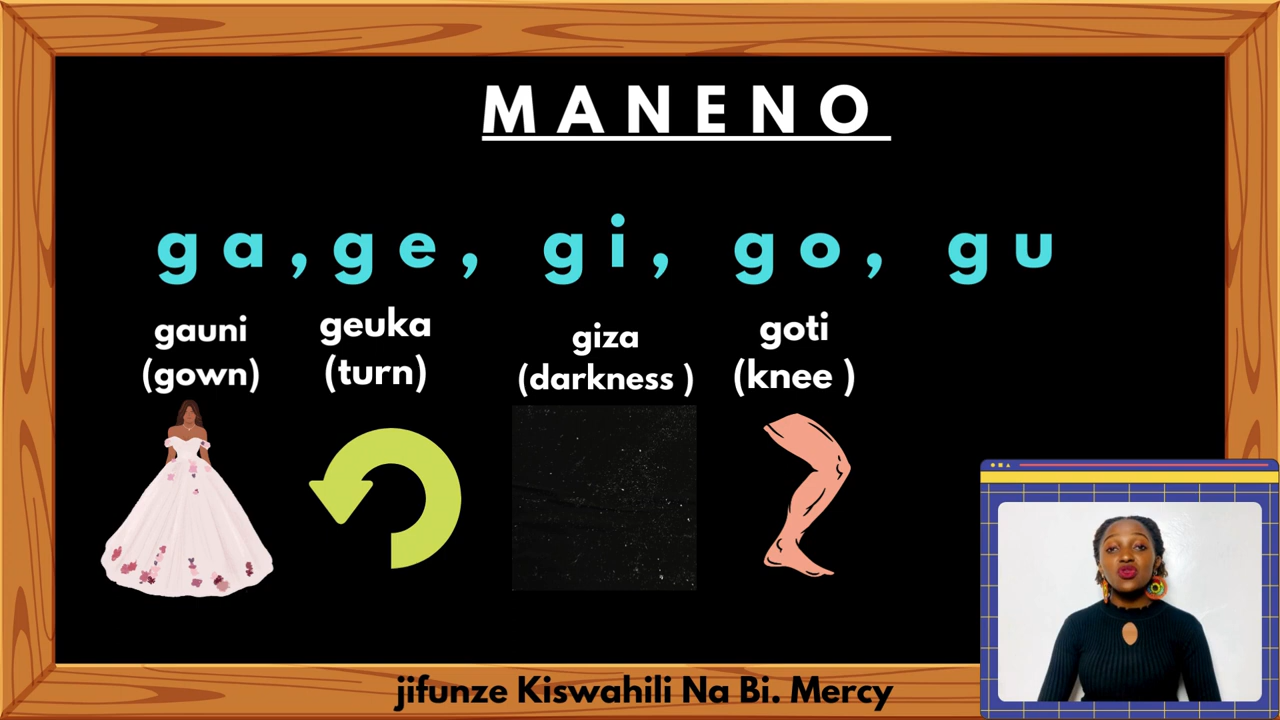 MANENO
ga, ge, gi, go, gu
gauni
(gown)
geuka
(turn)
giza
(darkness )
goti
(knee )
jifunze Kiswahili Na Bi. Mercy